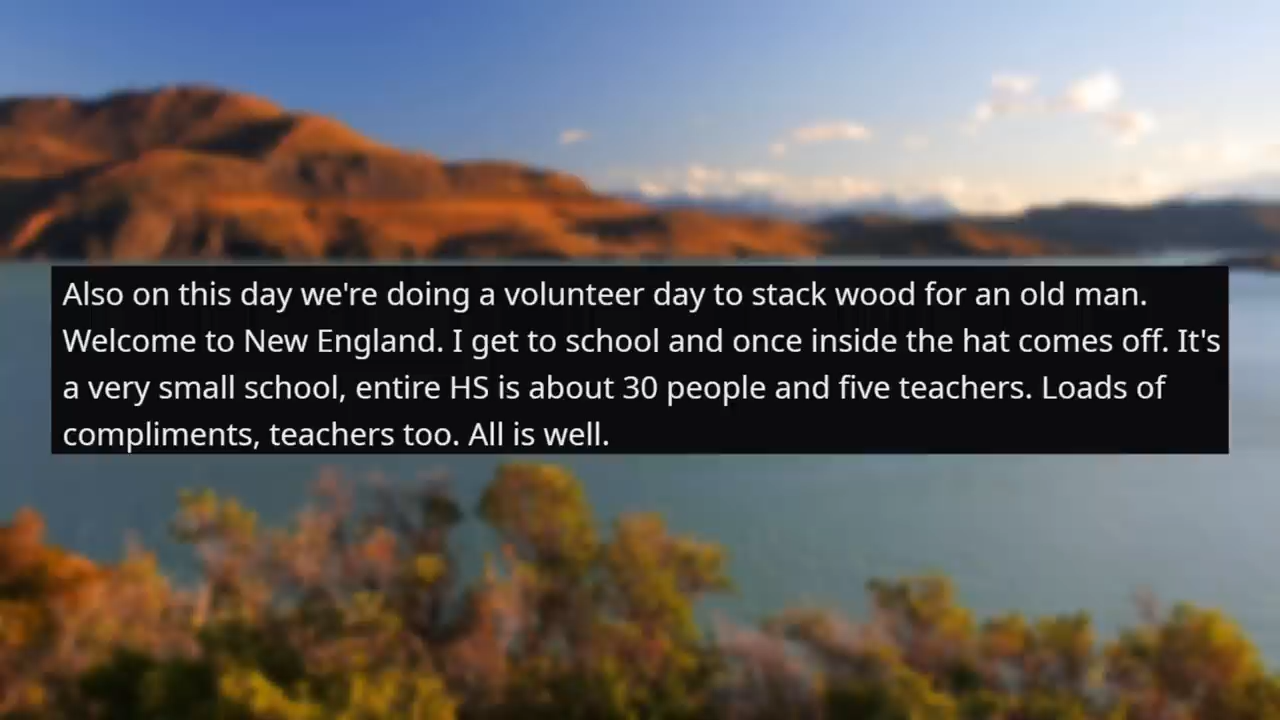 Also on this day we're doing a volunteer day to stack wood for an old man.
Welcome to New England. I get to school and once inside the hat comes off. It's
a very small school, entire HS is about 30 people and five teachers. Loads of
compliments, teachers too. All is well.